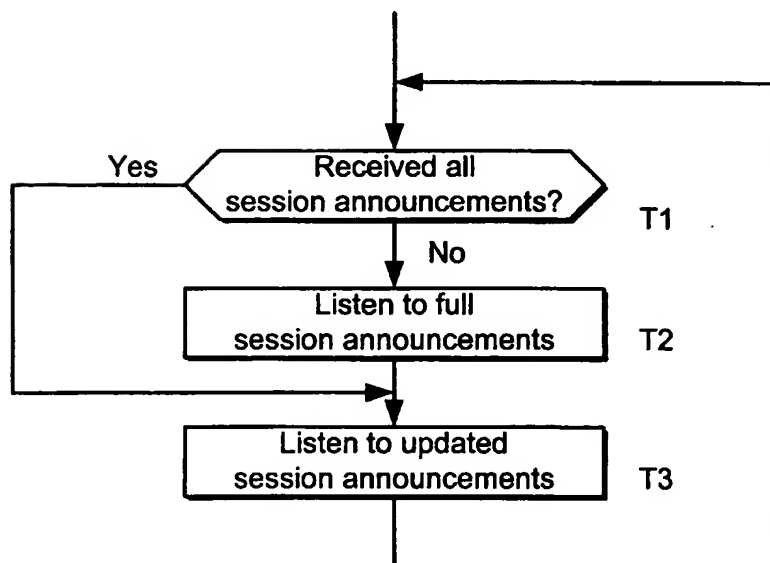 Yes
Received all
session announcements?
T1
No
Listen to full
session announcements
T2
Listen to updated
session announcements
T3